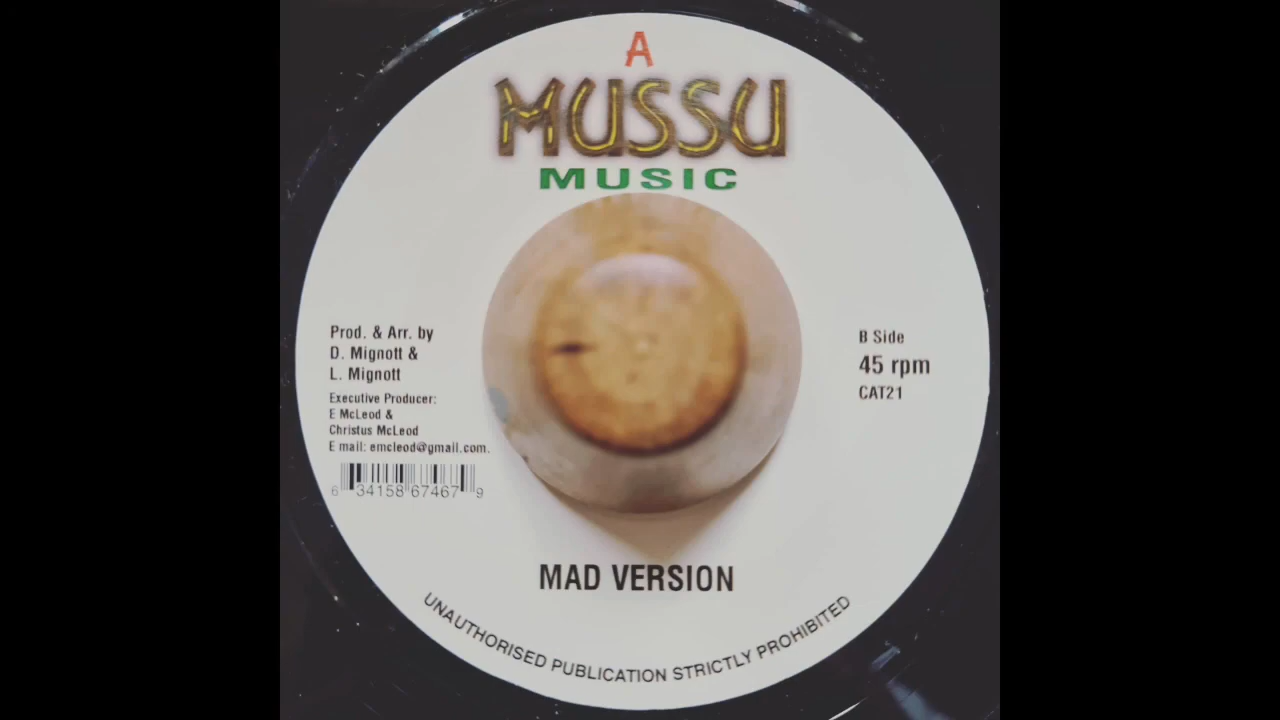 A
MUSSU
MUSIC
Prod. & Arr. by
D. Mignott &
L. Mignott
Executive Producer:
E McLeod &
Christus McLeod
E mail: emcleod@gmail.com.
6 34158 67467 9
B Side
45 rpm
CAT21
MAD VERSION
UNAUTHORISED PUBLICATION STRICTLY PROHIBITED